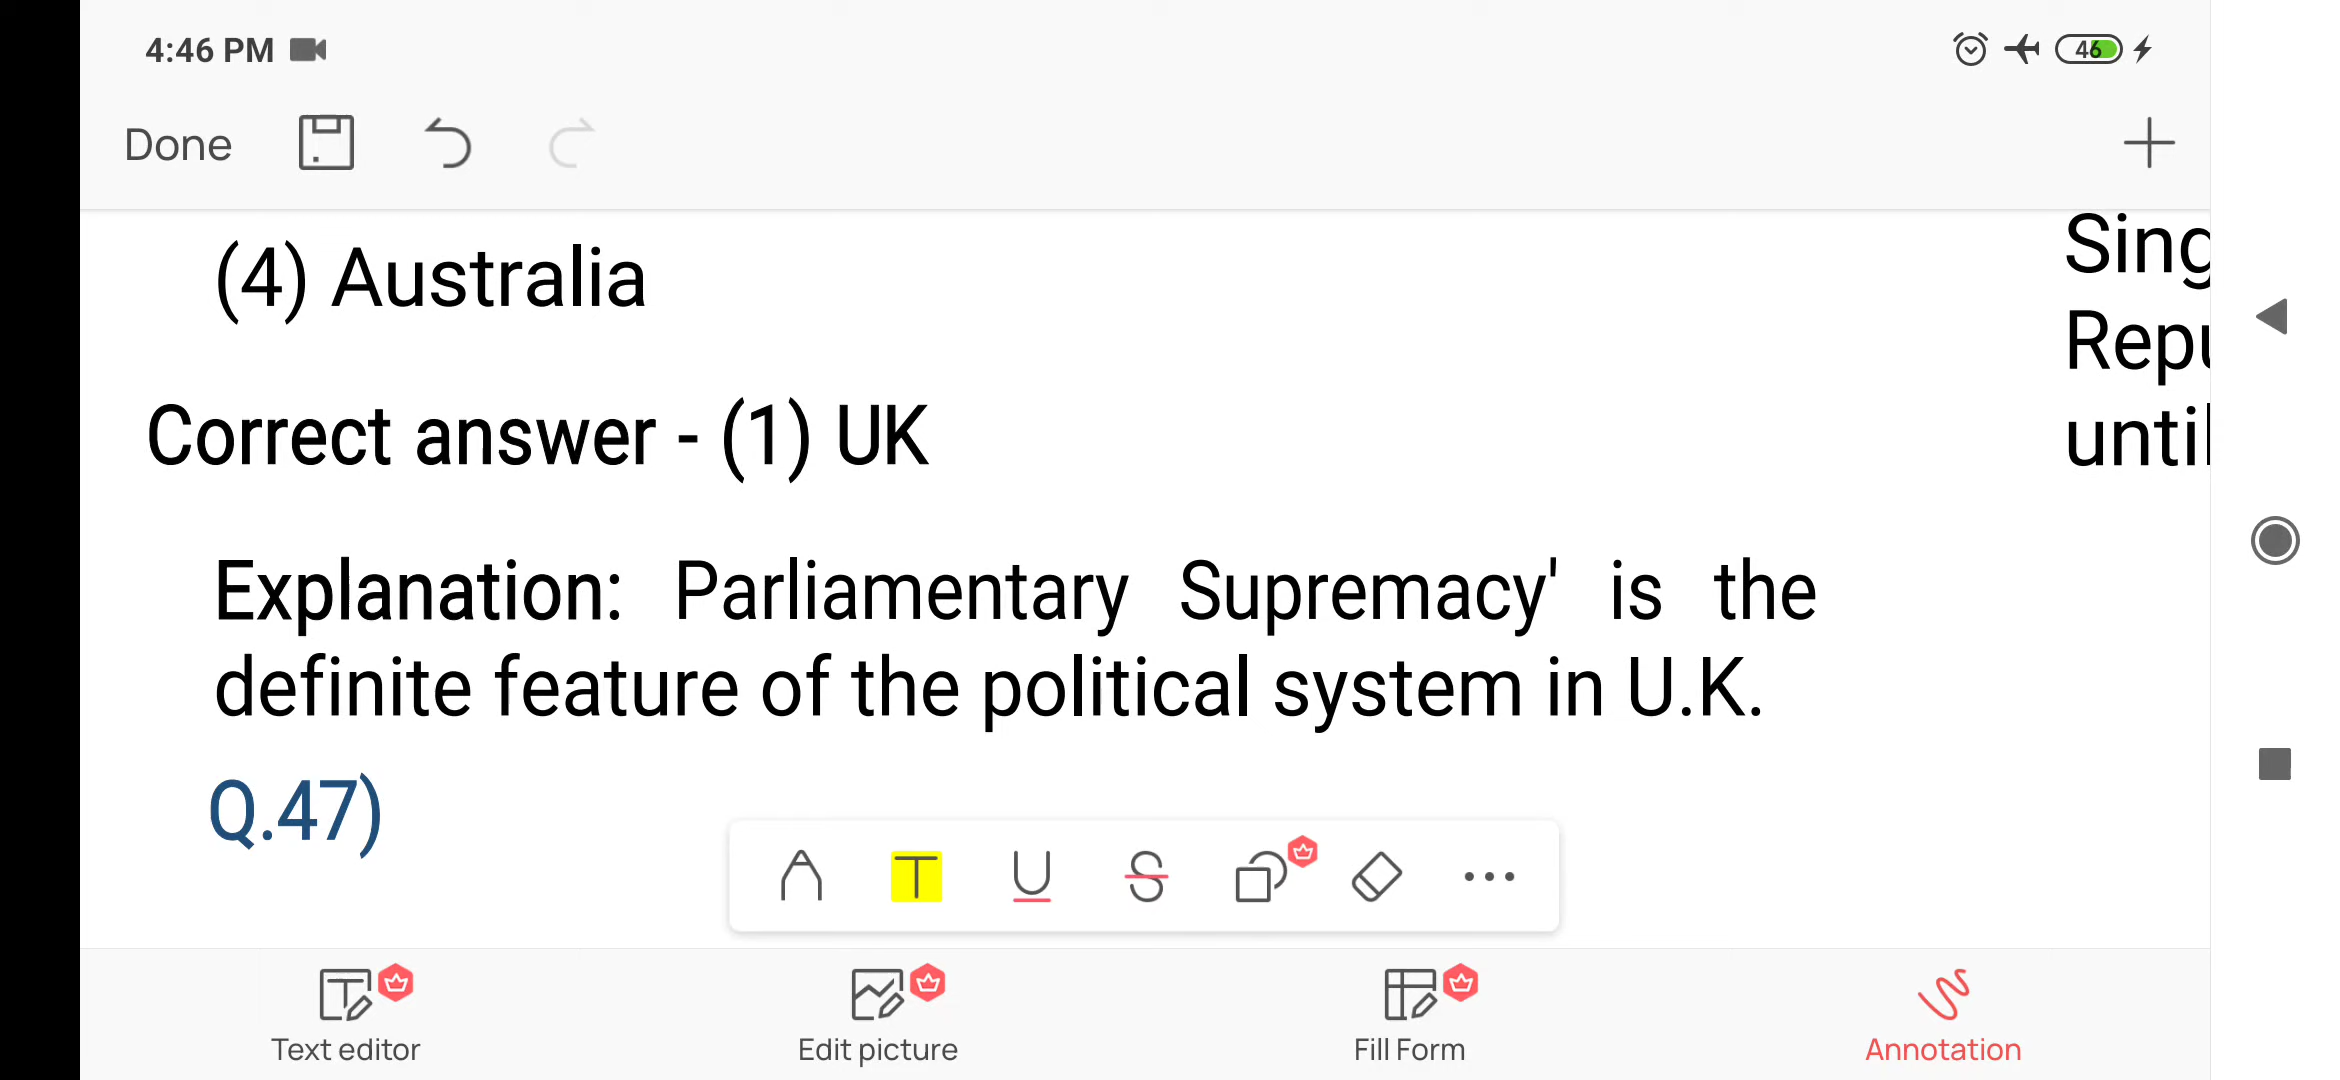 4:46 PM
46
Done
(4) Australia
Correct answer - (1) UK
Explanation: Parliamentary Supremacy' is the
definite feature of the political system in U.K.
Q.47)
until
Text editor
Edit picture
Fill Form
Annotation